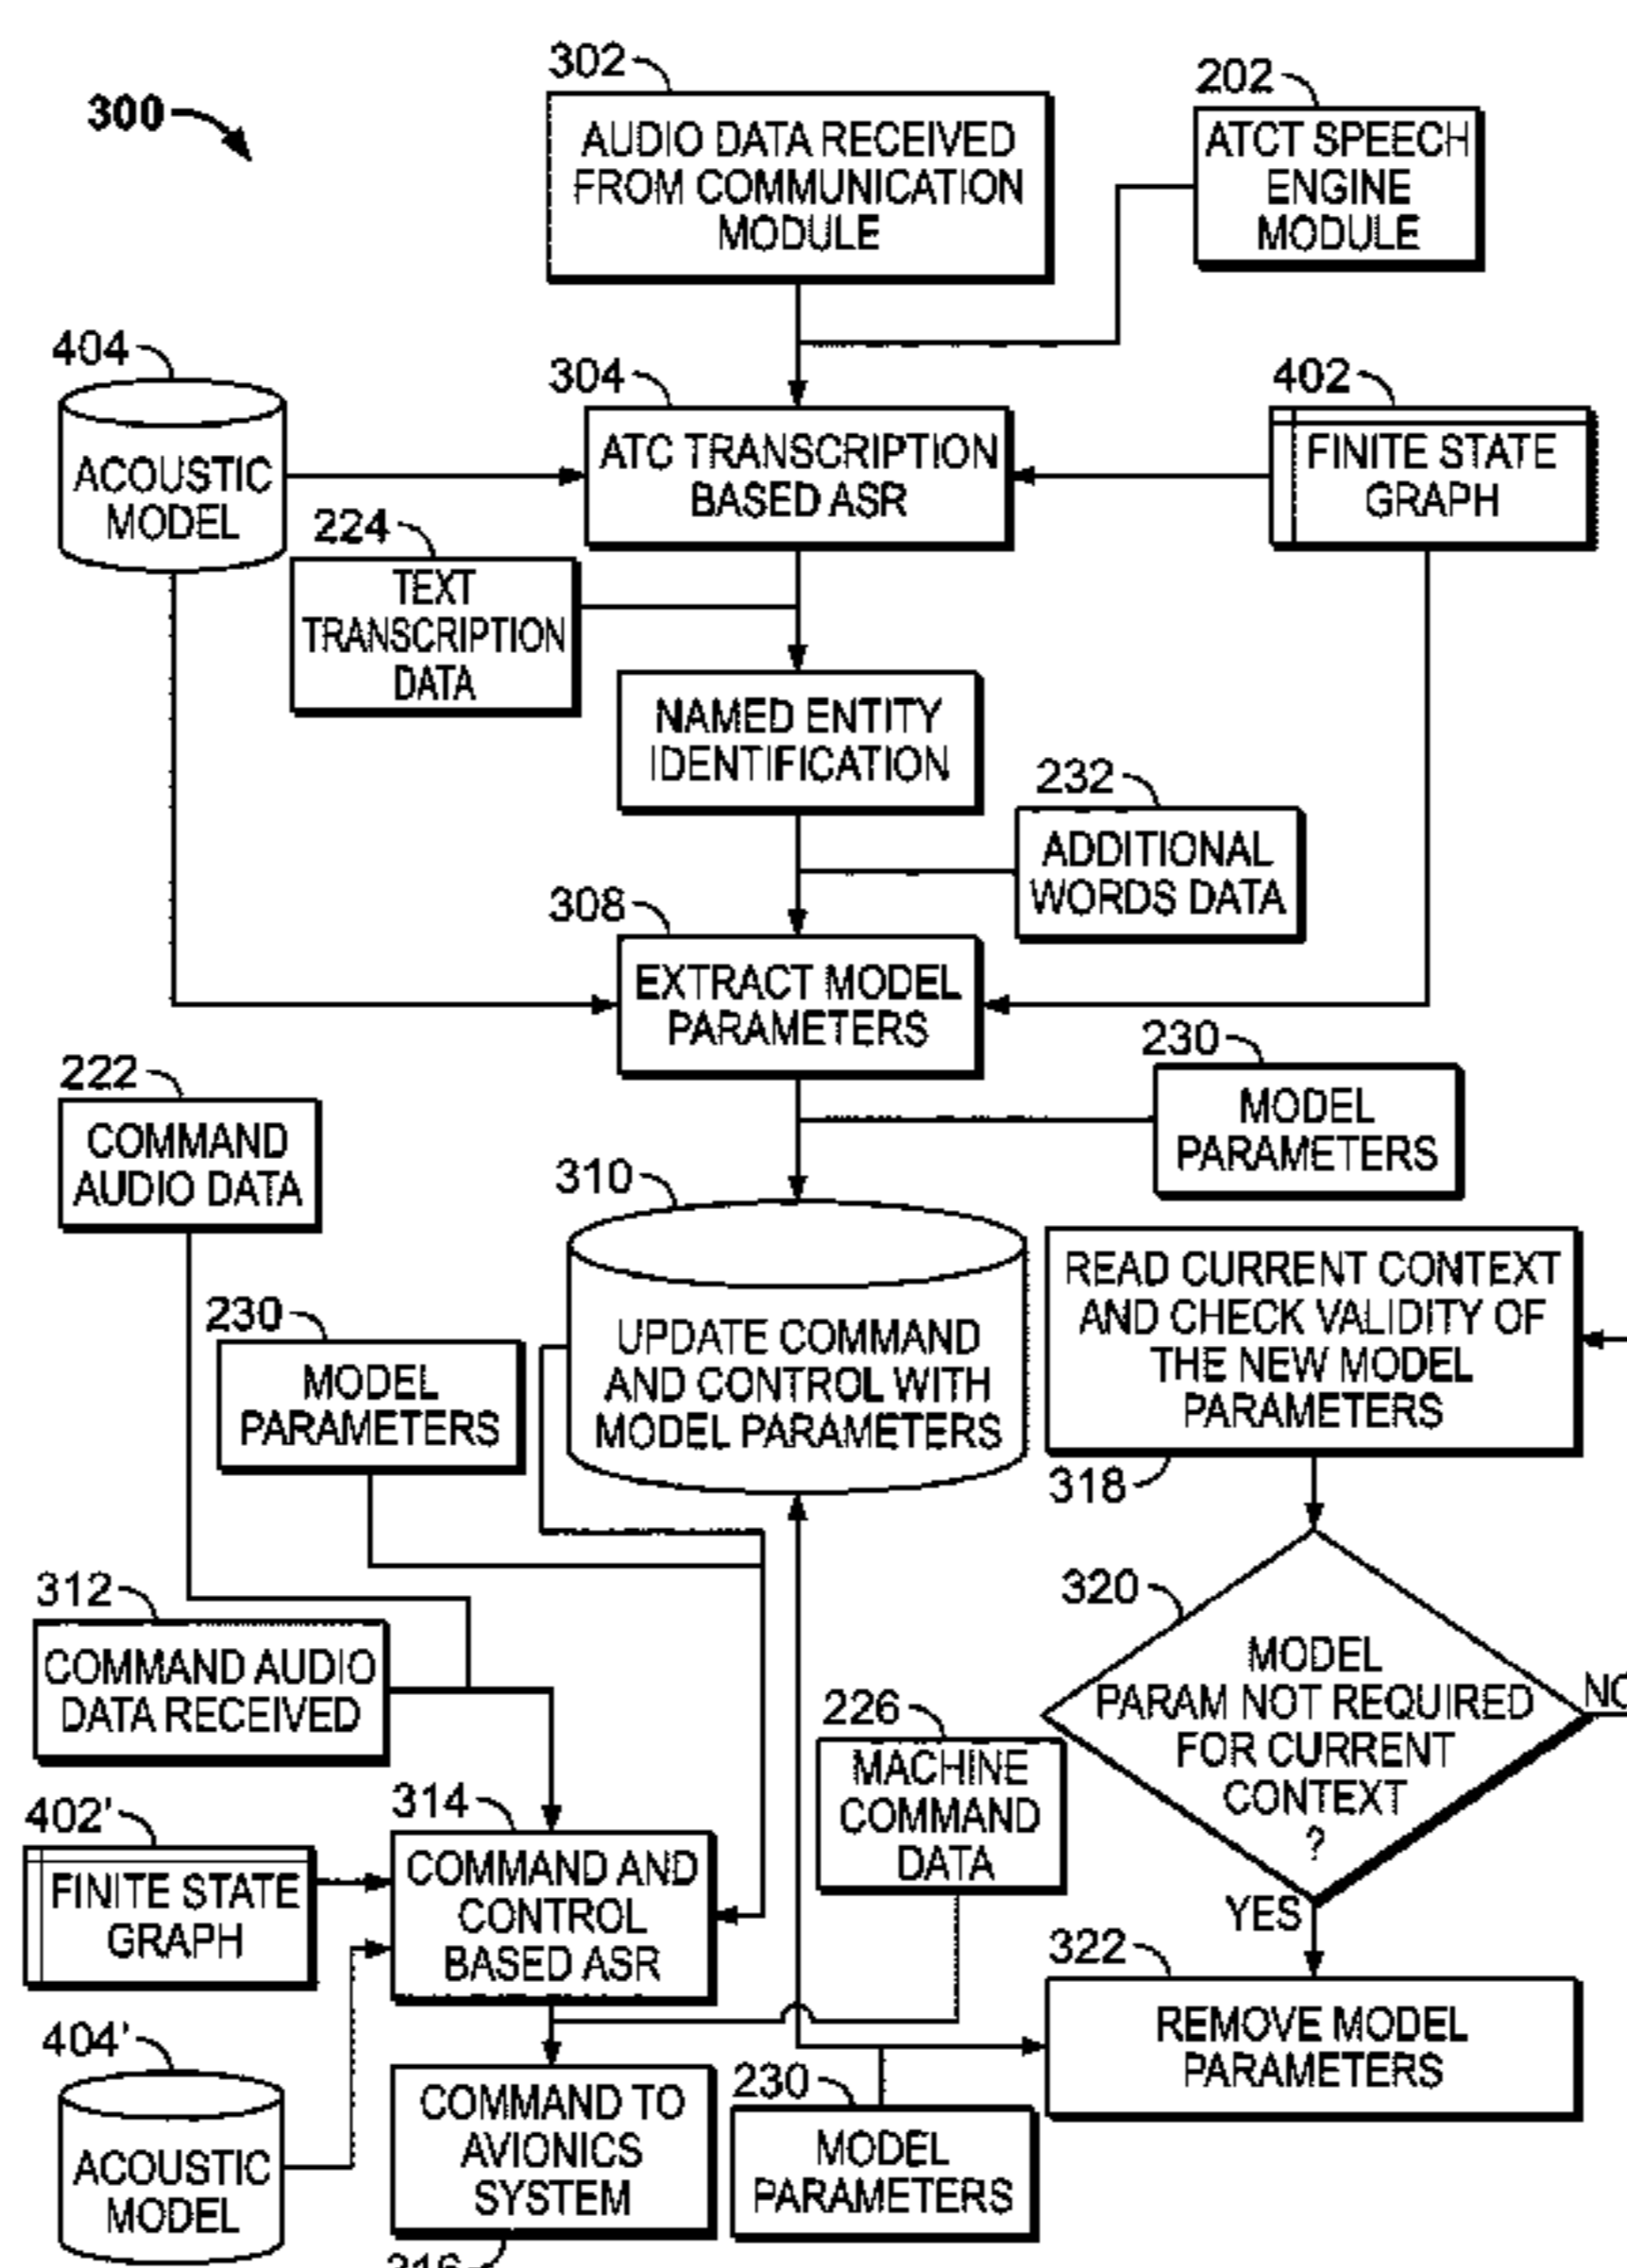 300
302
AUDIO DATA RECEIVED
FROM COMMUNICATION
MODULE
202
ATCT SPEECH
ENGINE
MODULE
404
ACOUSTIC
MODEL
304
ATC TRANSCRIPTION
BASED ASR
402
FINITE STATE
GRAPH
224
TEXT
TRANSCRIPTION
DATA
NAMED ENTITY
IDENTIFICATION
232
ADDITIONAL
WORDS DATA
308
EXTRACT MODEL
PARAMETERS
230
MODEL
PARAMETERS
222
COMMAND
AUDIO DATA
310
UPDATE COMMAND
AND CONTROL WITH
MODEL PARAMETERS
READ CURRENT CONTEXT
AND CHECK VALIDITY OF
THE NEW MODEL
PARAMETERS
318
230
MODEL
PARAMETERS
312
COMMAND AUDIO
DATA RECEIVED
320
MODEL
PARAM NOT REQUIRED
FOR CURRENT
CONTEXT
?
NO
YES
226
MACHINE
COMMAND
DATA
402'
FINITE STATE
GRAPH
314
COMMAND AND
CONTROL
BASED ASR
322
REMOVE MODEL
PARAMETERS
404'
ACOUSTIC
MODEL
COMMAND TO
AVIONICS
SYSTEM
316
230
MODEL
PARAMETERS